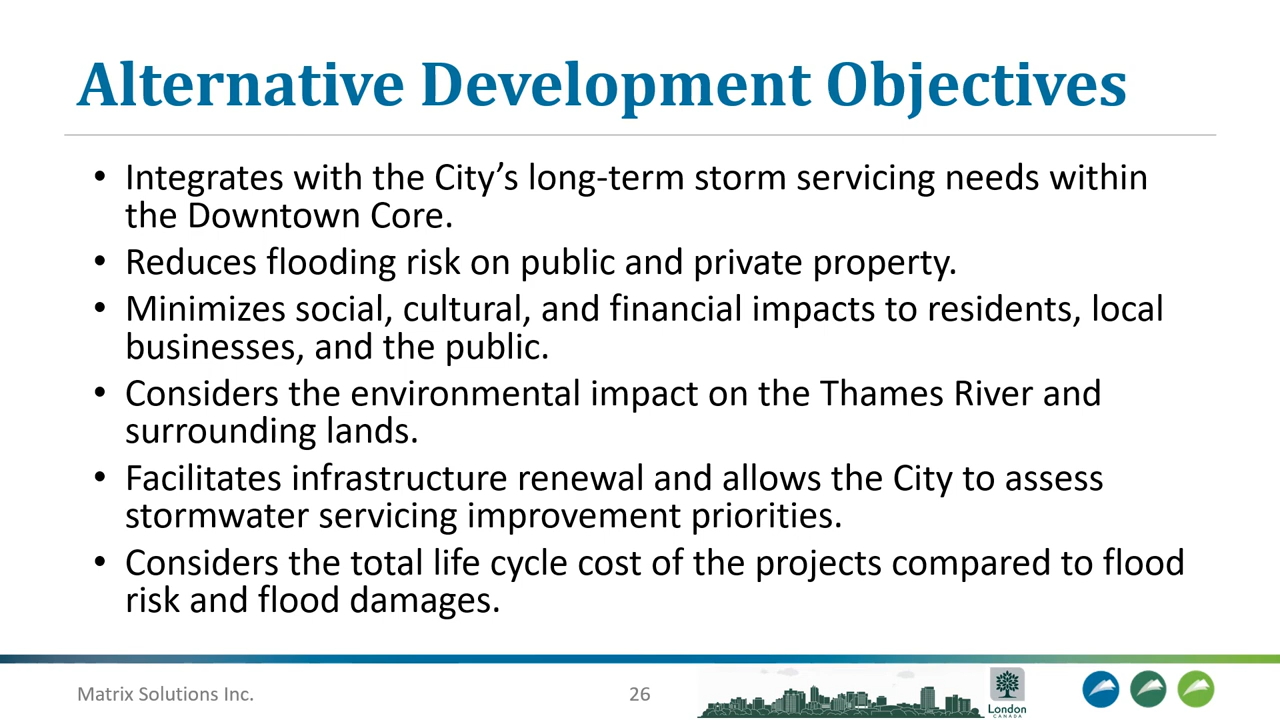 Alternative Development Objectives
• Integrates with the City’s long-term storm servicing needs within
the Downtown Core.
• Reduces flooding risk on public and private property.
• Minimizes social, cultural, and financial impacts to residents, local
businesses, and the public.
• Considers the environmental impact on the Thames River and
surrounding lands.
• Facilitates infrastructure renewal and allows the City to assess
stormwater servicing improvement priorities.
• Considers the total life cycle cost of the projects compared to flood
risk and flood damages.
Matrix Solutions Inc.
26
London
CANADA